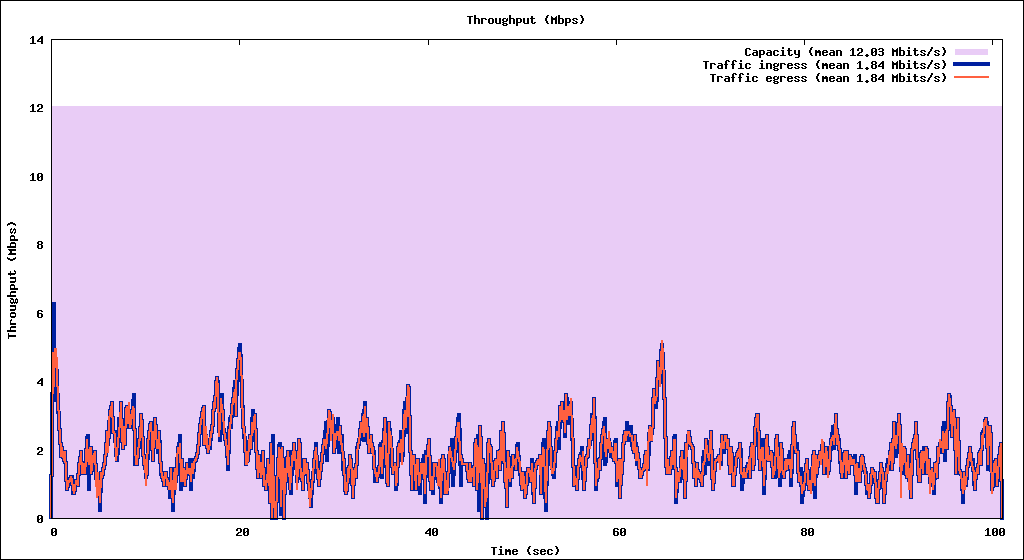 Throughput (Mbps)
14
Capacity (mean 12.03 Mbits/s)
Traffic ingress (mean 1.84 Mbits/s)
Traffic egress (mean 1.84 Mbits/s)
12
10
8
6
4
2
0
Throughput (Mbps)
0 20 40 60 80 100
Time (sec)